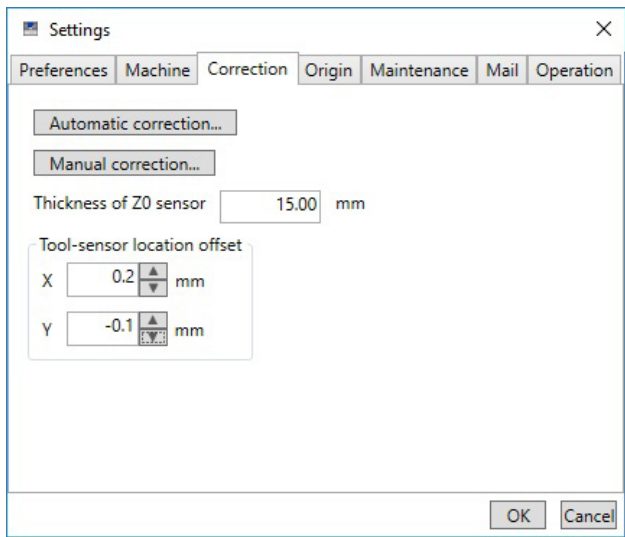 Settings
Preferences Machine Correction Origin Maintenance Mail Operation
Automatic correction...
Manual correction...
Thickness of Z0 sensor 15.00 mm
Tool-sensor location offset
X 0.2 mm
Y -0.1 mm
OK Cancel